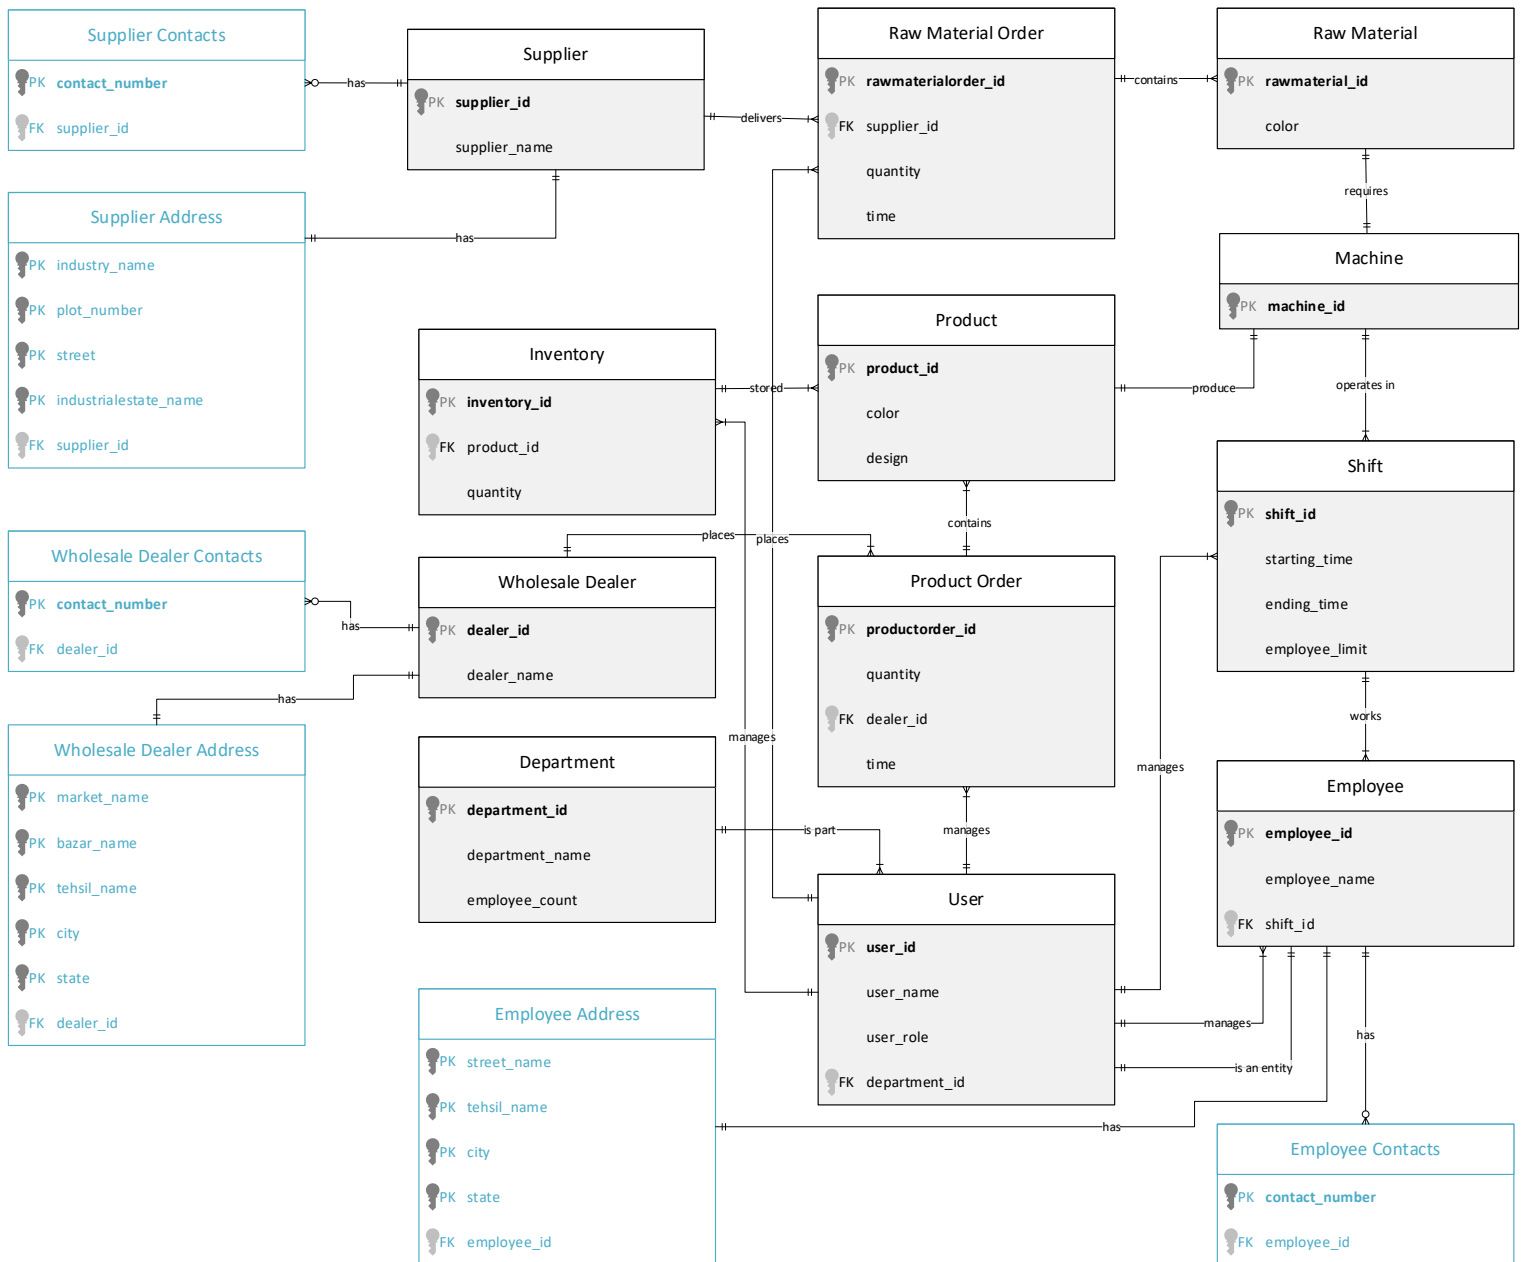 Supplier Contacts
PK contact_number
FK supplier_id
has
Supplier
PK supplier_id
supplier_name
delivers
Raw Material Order
PK rawmaterialorder_id
FK supplier_id
quantity
time
contains
Raw Material
PK rawmaterial_id
color
requires
Supplier Address
PK industry_name
PK plot_number
PK street
PK industrialestate_name
FK supplier_id
has
Machine
PK machine_id
Inventory
PK inventory_id
FK product_id
quantity
stored
Product
PK product_id
color
design
produce
operates in
contains
Shift
PK shift_id
starting_time
ending_time
employee_limit
places
places
Wholesale Dealer Contacts
PK contact_number
FK dealer_id
has
Wholesale Dealer
PK dealer_id
dealer_name
has
Product Order
PK productorder_id
quantity
FK dealer_id
time
works
manages
manages
Wholesale Dealer Address
PK market_name
PK bazar_name
PK tehsil_name
PK city
PK state
FK dealer_id
Department
PK department_id
department_name
employee_count
is part
manages
Employee
PK employee_id
employee_name
FK shift_id
User
PK user_id
user_name
user_role
FK department_id
manages
is an entity
has
has
Employee Address
PK street_name
PK tehsil_name
PK city
PK state
FK employee_id
Employee Contacts
PK contact_number
FK employee_id